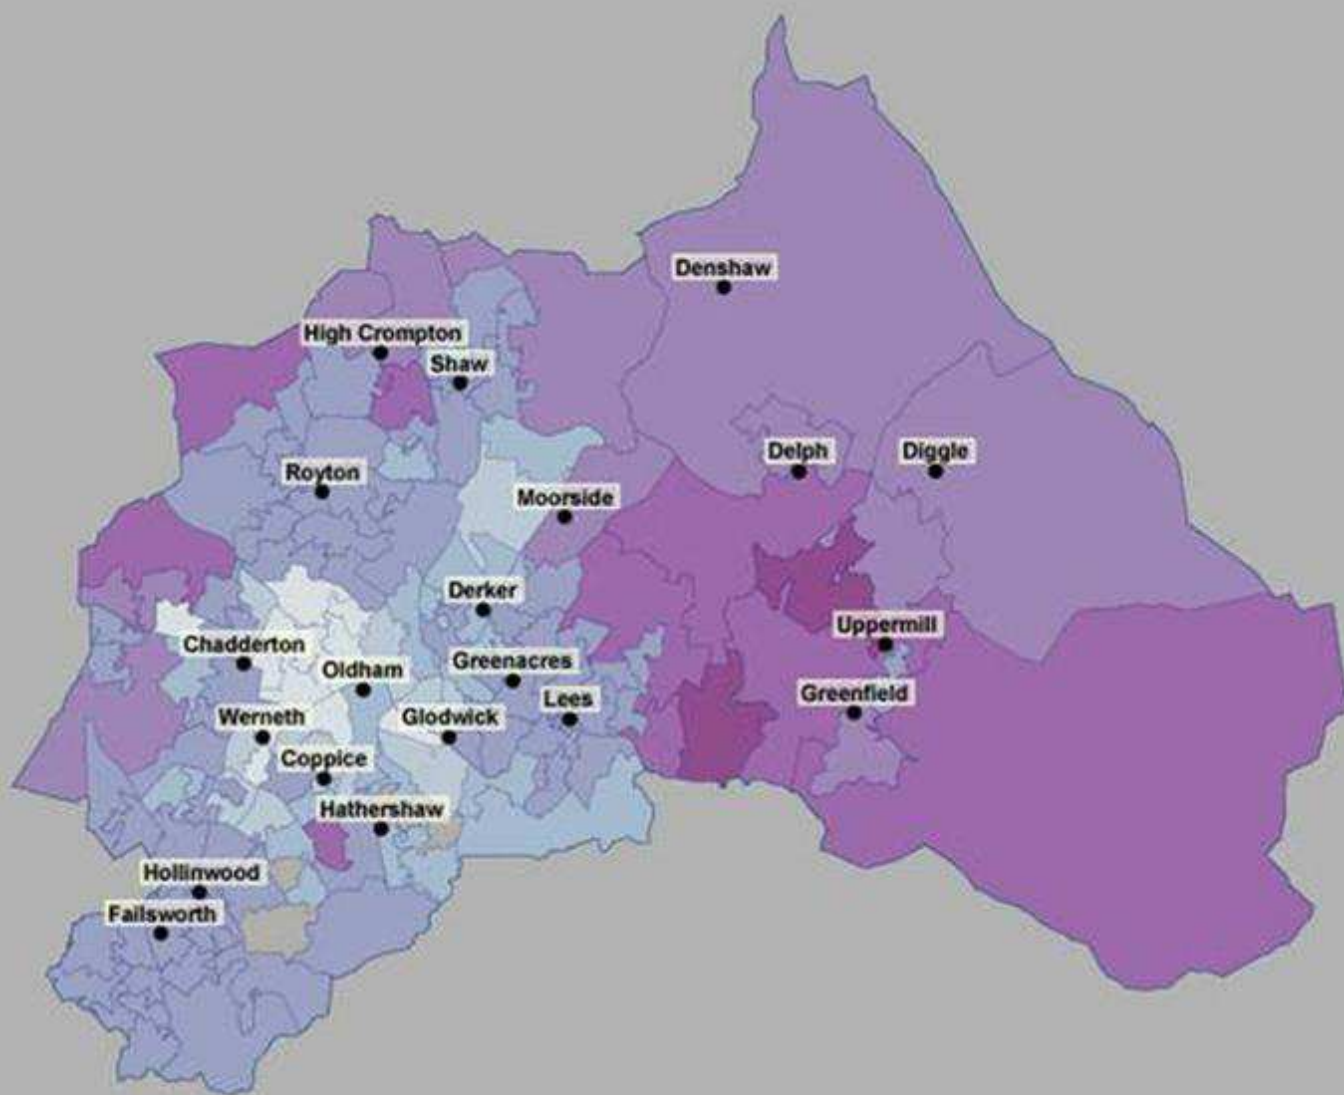 Denshaw
High Crompton
Shaw
Delph
Diggle
Royton
Moorside
Derker
Uppermill
Chadderton
Oldham
Greenacres
Lees
Greenfield
Werneth
Glodwick
Coppice
Hathershaw
Hollinwood
Failsworth